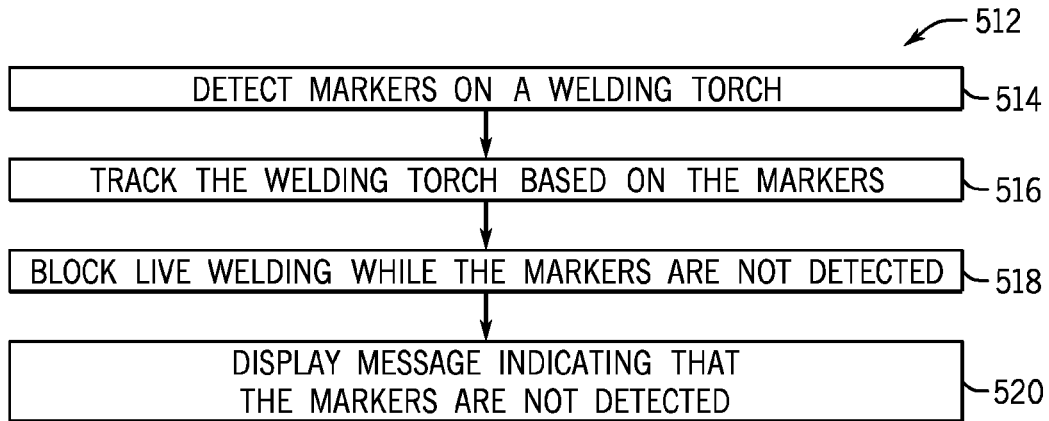 512
DETECT MARKERS ON A WELDING TORCH
514
TRACK THE WELDING TORCH BASED ON THE MARKERS
516
BLOCK LIVE WELDING WHILE THE MARKERS ARE NOT DETECTED
518
DISPLAY MESSAGE INDICATING THAT
THE MARKERS ARE NOT DETECTED
520